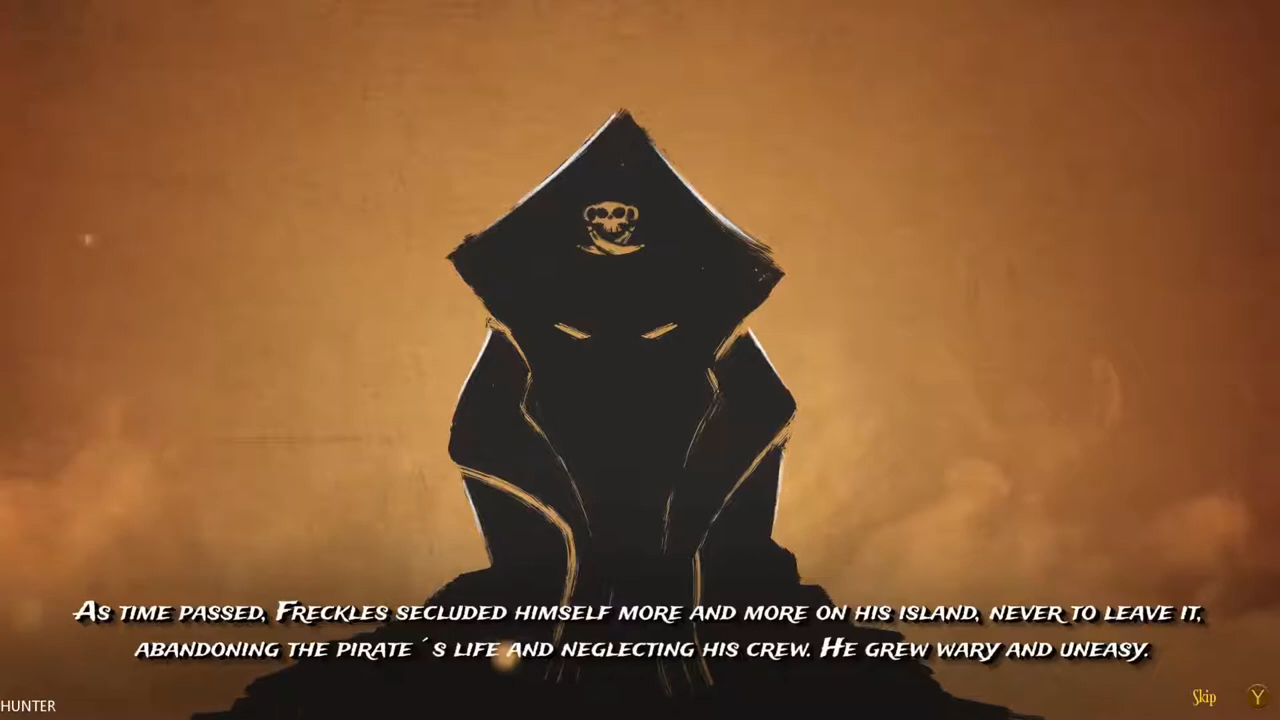 As time passed, Freckles secluded himself more and more on his island, never to leave it,
abandoning the pirate´s life and neglecting his crew. He grew wary and uneasy.
HUNTER
Skip Y